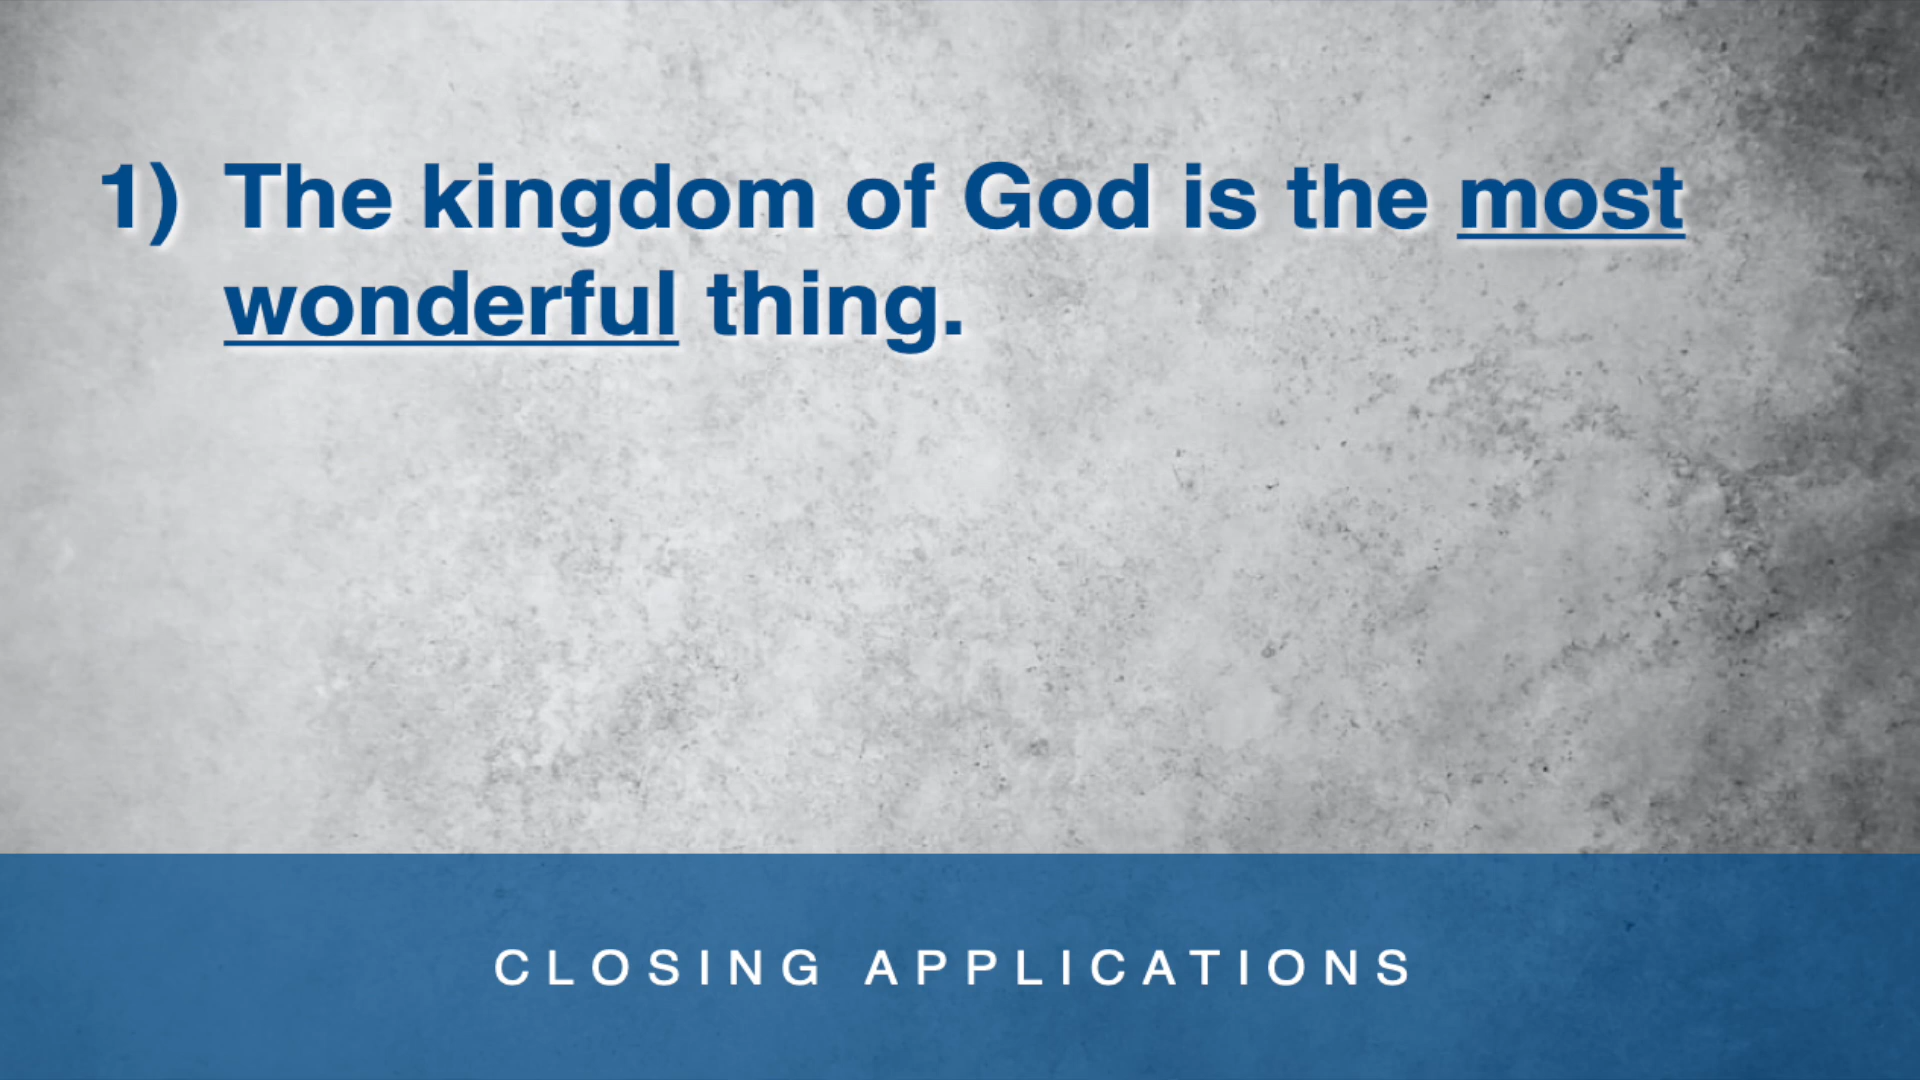 1) The kingdom of God is the most
wonderful thing.
CLOSING APPLICATIONS